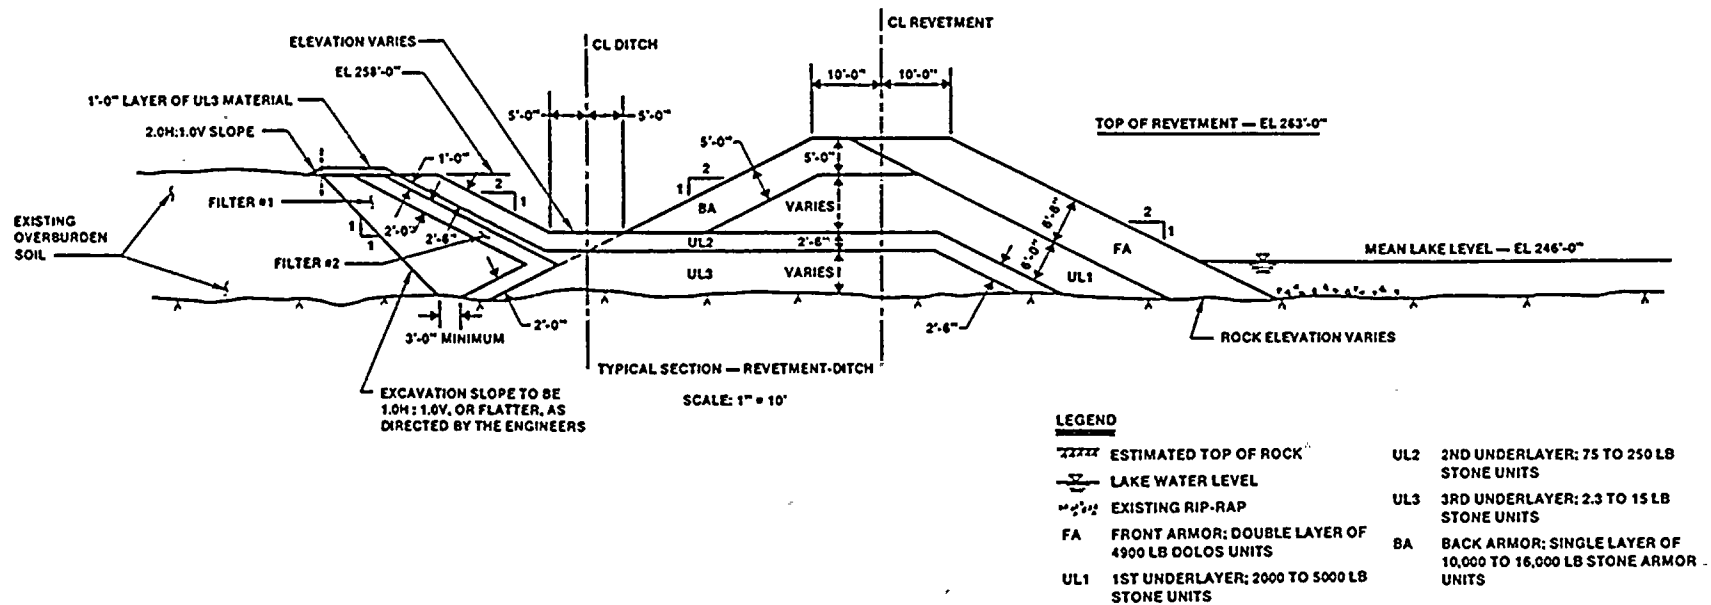 CL REVETMENT
ELEVATION VARIES
CL DITCH
EL 258'-0"
10'-0"
10'-0"
1'-0" LAYER OF UL3 MATERIAL
5'-0"
5'-0"
2.0H:1.0V SLOPE
TOP OF REVETMENT — EL 263'-0"
1'-0"
5'-0"
5'-0"
2
1
2
1
FILTER #1
BA
VARIES
2
1
6'-8"
EXISTING
OVERBURDEN
SOIL
1
1
2'-0"
2'-6"
UL2
2'-6"
FA
MEAN LAKE LEVEL — EL 246'-0"
FILTER #2
UL3
VARIES
6'-0"
UL1
2'-0"
2'-6"
3'-0" MINIMUM
ROCK ELEVATION VARIES
TYPICAL SECTION — REVETMENT-DITCH
SCALE: 1" = 10'
EXCAVATION SLOPE TO BE
1.0H : 1.0V, OR FLATTER, AS
DIRECTED BY THE ENGINEERS
LEGEND
ESTIMATED TOP OF ROCK
LAKE WATER LEVEL
EXISTING RIP-RAP
FA FRONT ARMOR; DOUBLE LAYER OF
4900 LB DOLOS UNITS
UL1 1ST UNDERLAYER; 2000 TO 5000 LB
STONE UNITS
UL2 2ND UNDERLAYER; 75 TO 250 LB
STONE UNITS
UL3 3RD UNDERLAYER; 2.3 TO 15 LB
STONE UNITS
BA BACK ARMOR; SINGLE LAYER OF
10,000 TO 16,000 LB STONE ARMOR
UNITS